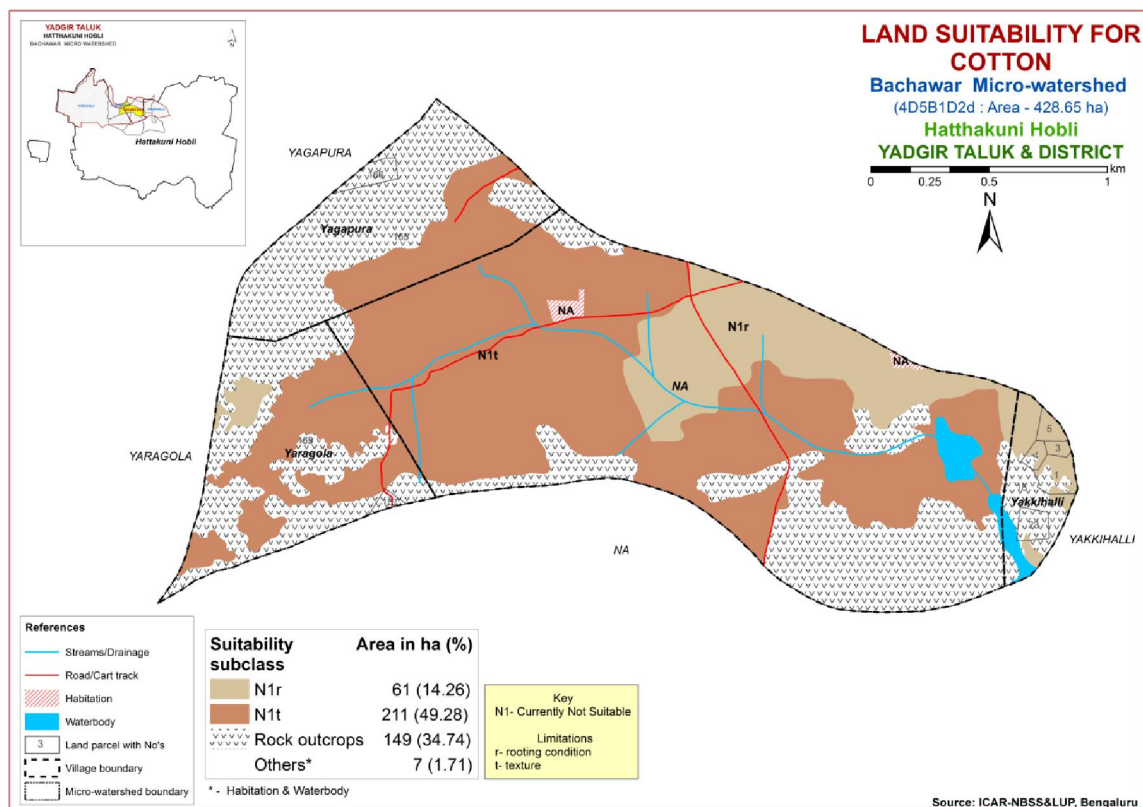 YADGIR TALUK
HATTHAKUNI HOBLI
BACHAWAR MICRO WATERSHED
N
Hattakuni Hobli
LAND SUITABILITY FOR
COTTON
Bachawar Micro-watershed
(4D5B1D2d : Area - 428.65 ha)
Hatthakuni Hobli
YADGIR TALUK & DISTRICT
km
0 0.25 0.5 1
N
YAGAPURA
Yagapura
NA
N1r
N1t
NA
NA
YARAGOLA
Yaragola
5
3
Yakkihalli
YAKKIHALLI
NA
References
Streams/Drainage
Road/Cart track
Habitation
Waterbody
3 Land parcel with No's
Village boundary
Micro-watershed boundary
Suitability subclass Area in ha (%)
N1r 61 (14.26)
N1t 211 (49.28)
Rock outcrops 149 (34.74)
Others* 7 (1.71)
* - Habitation & Waterbody
Key
N1- Currently Not Suitable
Limitations
r- rooting condition
t- texture
Source: ICAR-NBSS&LUP, Bengaluru